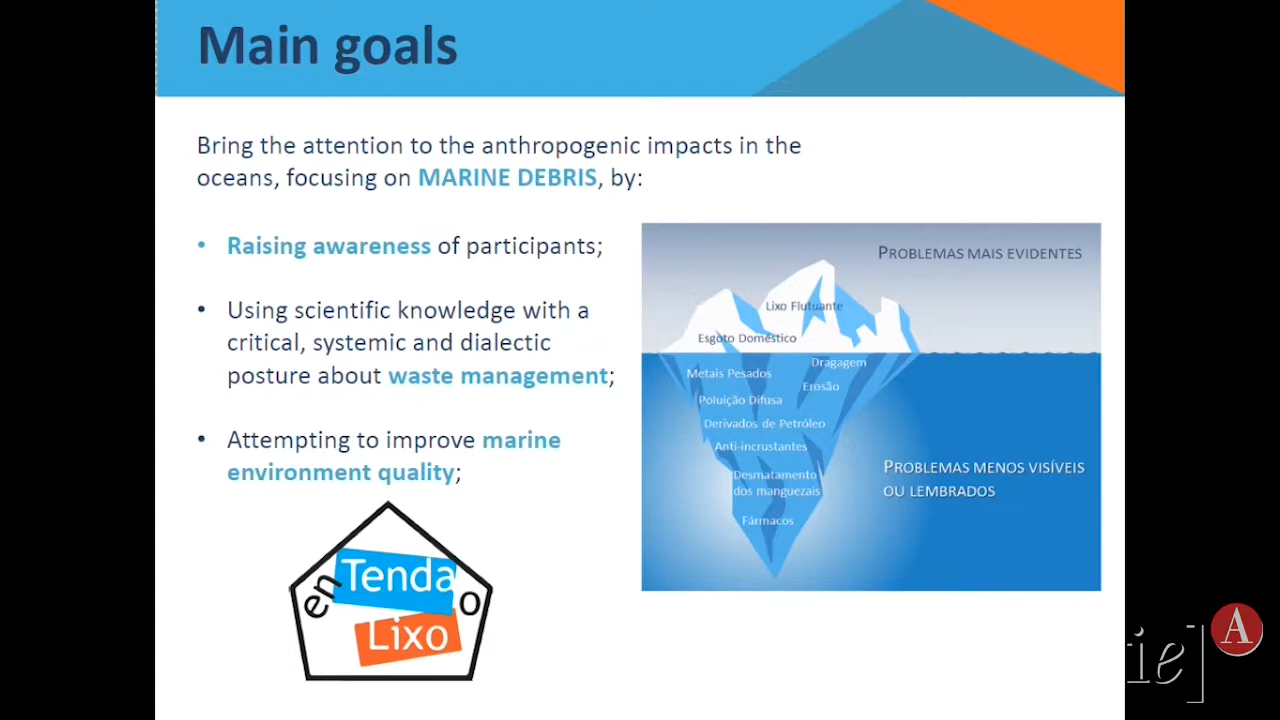 Main goals
Bring the attention to the anthropogenic impacts in the
oceans, focusing on MARINE DEBRIS, by:
• Raising awareness of participants;
• Using scientific knowledge with a
critical, systemic and dialectic
posture about waste management;
• Attempting to improve marine
environment quality;
PROBLEMAS MAIS EVIDENTES
Lixo Flutuante
Esgoto Doméstico
Dragagem
Metais Pesados
Erosão
Poluição Difusa
Derivados de Petróleo
Anti-incrustantes
Desmatamento
dos manguezais
Fármacos
PROBLEMAS MENOS VISÍVEIS
OU LEMBRADOS
en Tenda o
Lixo
ie]
A